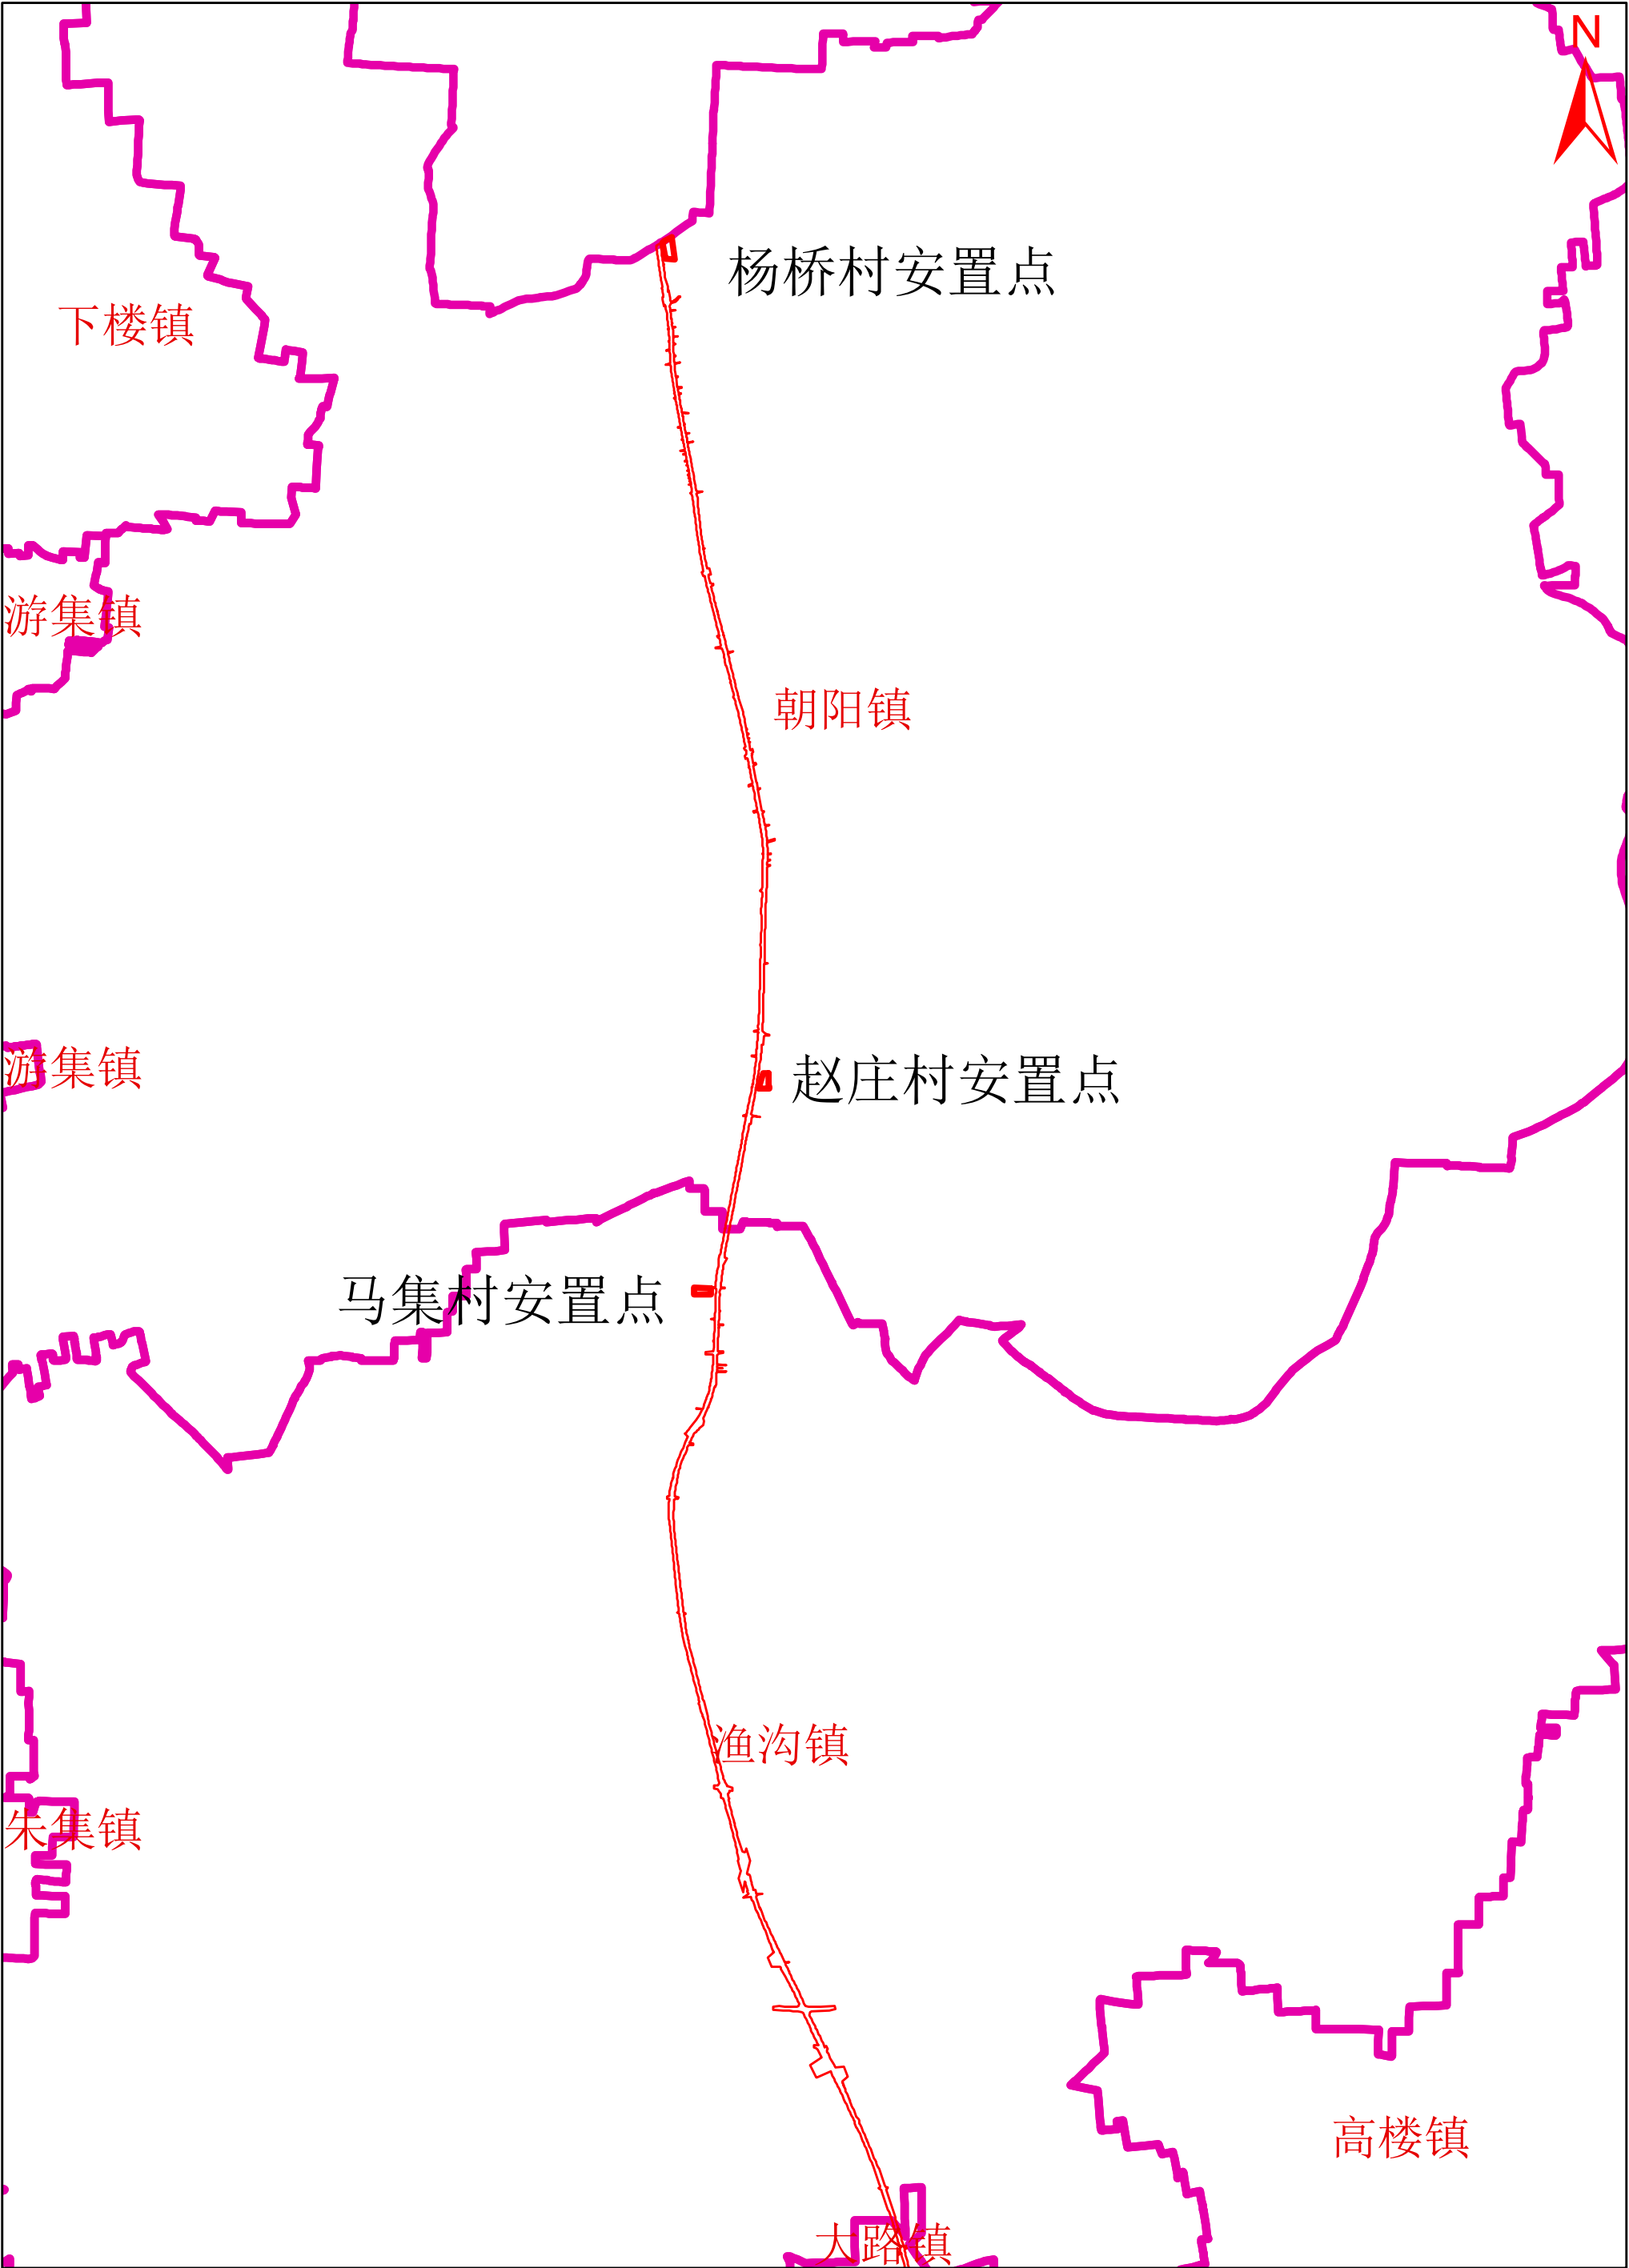 N
杨桥村安置点
下楼镇
游集镇
朝阳镇
游集镇
赵庄村安置点
马集村安置点
渔沟镇
朱集镇
高楼镇
大路镇